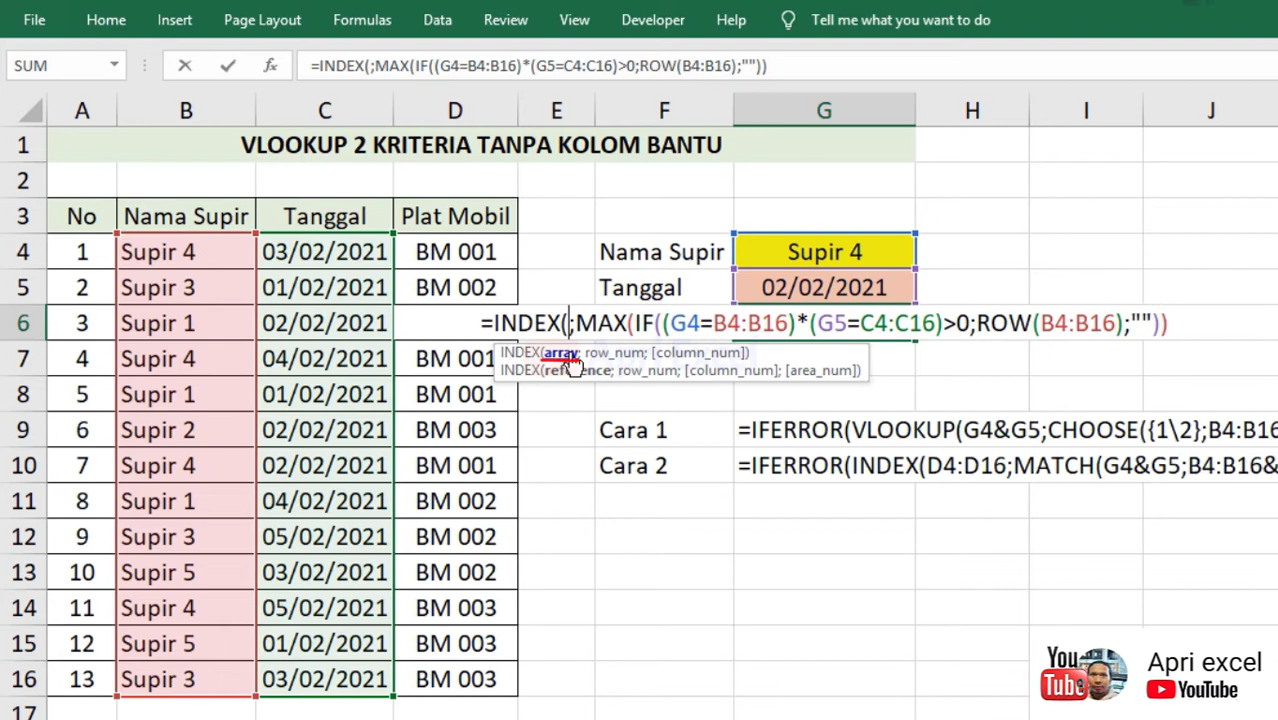 File Home Insert Page Layout Formulas Data Review View Developer Help Tell me what you want to do
SUM fx =INDEX(;MAX(IF((G4=B4:B16)*(G5=C4:C16)>0;ROW(B4:B16);""))
A B C D E F G H I J
1 VLOOKUP 2 KRITERIA TANPA KOLOM BANTU
2
3 No Nama Supir Tanggal Plat Mobil
4 1 Supir 4 03/02/2021 BM 001 Nama Supir Supir 4
5 2 Supir 3 01/02/2021 BM 002 Tanggal 02/02/2021
6 3 Supir 1 02/02/2021 =INDEX(;MAX(IF((G4=B4:B16)*(G5=C4:C16)>0;ROW(B4:B16);""))
INDEX(array; row_num; [column_num])
7 4 Supir 4 04/02/2021 BM 001
INDEX(reference; row_num; [column_num]; [area_num])
8 5 Supir 1 01/02/2021 BM 001
9 6 Supir 2 02/02/2021 BM 003 Cara 1 =IFERROR(VLOOKUP(G4&G5;CHOOSE({1\2};B4:B16
10 7 Supir 4 02/02/2021 BM 001 Cara 2 =IFERROR(INDEX(D4:D16;MATCH(G4&G5;B4:B16&
11 8 Supir 1 04/02/2021 BM 002
12 9 Supir 3 05/02/2021 BM 002
13 10 Supir 5 03/02/2021 BM 002
14 11 Supir 4 05/02/2021 BM 003
15 12 Supir 5 01/02/2021 BM 003
16 13 Supir 3 03/02/2021 BM 003
17
You Tube Apri excel
YouTube